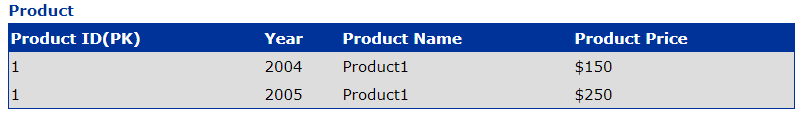 Product
Product ID(PK) Year Product Name Product Price
1 2004 Product1 $150
1 2005 Product1 $250